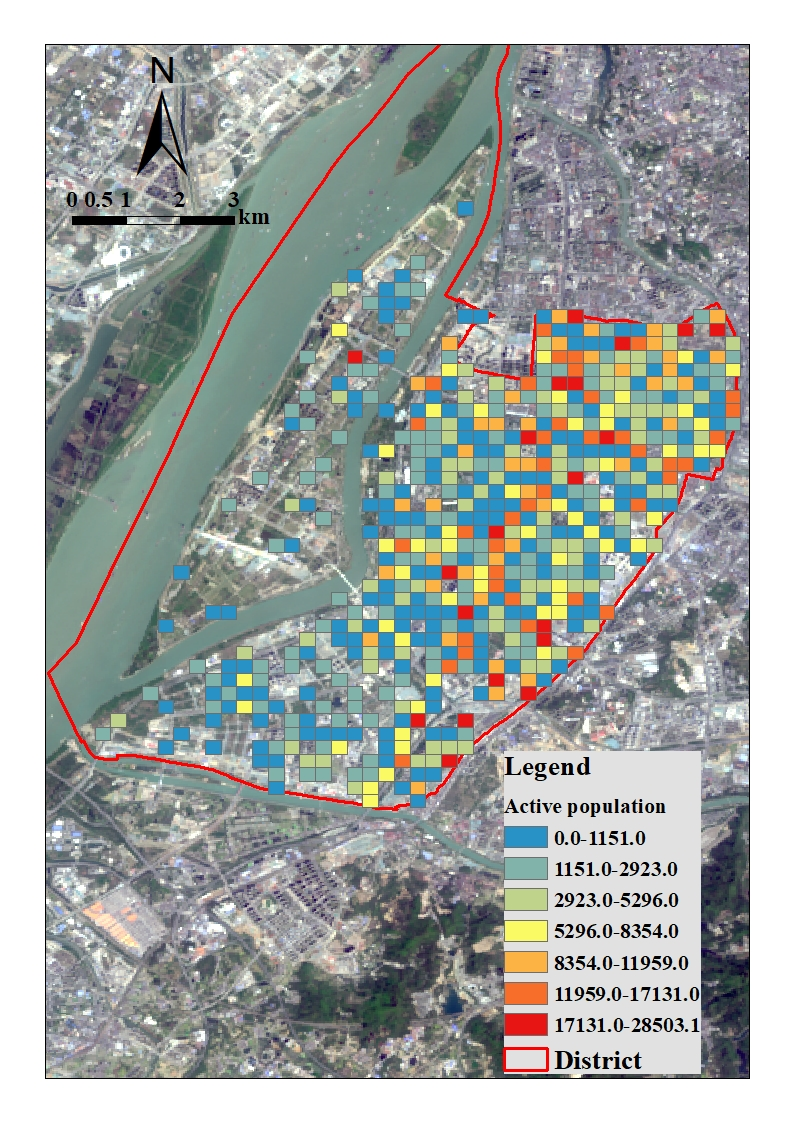 N
0 0.5 1 2 3
km
Legend
Active population
0.0-1151.0
1151.0-2923.0
2923.0-5296.0
5296.0-8354.0
8354.0-11959.0
11959.0-17131.0
17131.0-28503.1
District